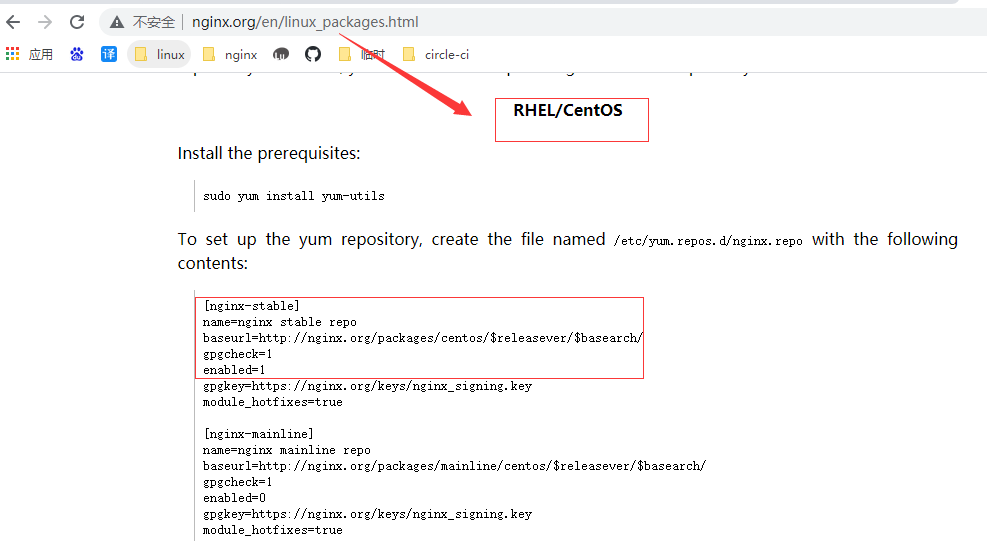 不安全 nginx.org/en/linux_packages.html
应用 译 linux nginx 临时 circle-ci
RHEL/CentOS
Install the prerequisites:
sudo yum install yum-utils
To set up the yum repository, create the file named /etc/yum.repos.d/nginx.repo with the following
contents:
[nginx-stable]
name=nginx stable repo
baseurl=http://nginx.org/packages/centos/$releasever/$basearch/
gpgcheck=1
enabled=1
gpgkey=https://nginx.org/keys/nginx_signing.key
module_hotfixes=true
[nginx-mainline]
name=nginx mainline repo
baseurl=http://nginx.org/packages/mainline/centos/$releasever/$basearch/
gpgcheck=1
enabled=0
gpgkey=https://nginx.org/keys/nginx_signing.key
module_hotfixes=true